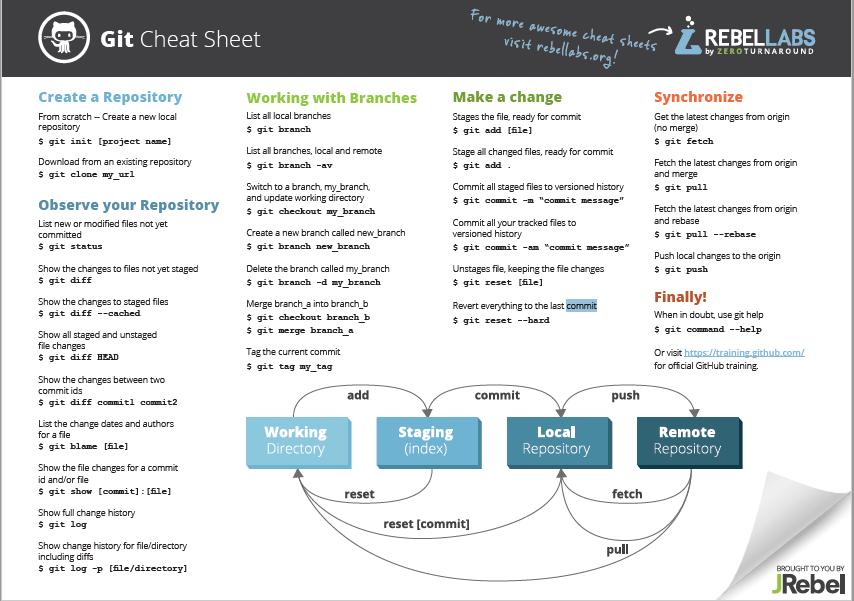 Git Cheat Sheet
For more awesome cheat sheets
visit rebellabs.org!
REBELLABS
by ZEROTURNAROUND
Create a Repository
From scratch -- Create a new local
repository
$ git init [project name]
Download from an existing repository
$ git clone my_url
Observe your Repository
List new or modified files not yet
committed
$ git status
Show the changes to files not yet staged
$ git diff
Show the changes to staged files
$ git diff --cached
Show all staged and unstaged
file changes
$ git diff HEAD
Show the changes between two
commit ids
$ git diff commit1 commit2
List the change dates and authors
for a file
$ git blame [file]
Show the file changes for a commit
id and/or file
$ git show [commit]:[file]
Show full change history
$ git log
Show change history for file/directory
including diffs
$ git log -p [file/directory]
Working with Branches
List all local branches
$ git branch
List all branches, local and remote
$ git branch -av
Switch to a branch, my_branch,
and update working directory
$ git checkout my_branch
Create a new branch called new_branch
$ git branch new_branch
Delete the branch called my_branch
$ git branch -d my_branch
Merge branch_a into branch_b
$ git checkout branch_b
$ git merge branch_a
Tag the current commit
$ git tag my_tag
Make a change
Stages the file, ready for commit
$ git add [file]
Stage all changed files, ready for commit
$ git add .
Commit all staged files to versioned history
$ git commit -m “commit message”
Commit all your tracked files to
versioned history
$ git commit -am “commit message”
Unstages file, keeping the file changes
$ git reset [file]
Revert everything to the last commit
$ git reset --hard
Synchronize
Get the latest changes from origin
(no merge)
$ git fetch
Fetch the latest changes from origin
and merge
$ git pull
Fetch the latest changes from origin
and rebase
$ git pull --rebase
Push local changes to the origin
$ git push
Finally!
When in doubt, use git help
$ git command --help
Or visit https://training.github.com/
for official GitHub training.
add
commit
push
Working
Directory
Staging
(index)
Local
Repository
Remote
Repository
reset
fetch
reset [commit]
pull
BROUGHT TO YOU BY
JRebel